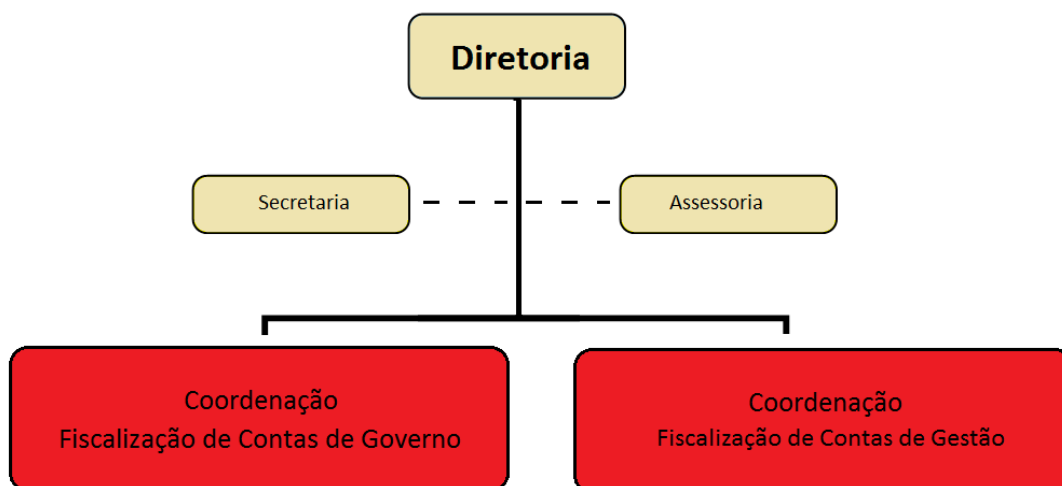 Diretoria
Secretaria
Assessoria
Coordenação
Fiscalização de Contas de Governo
Coordenação
Fiscalização de Contas de Gestão